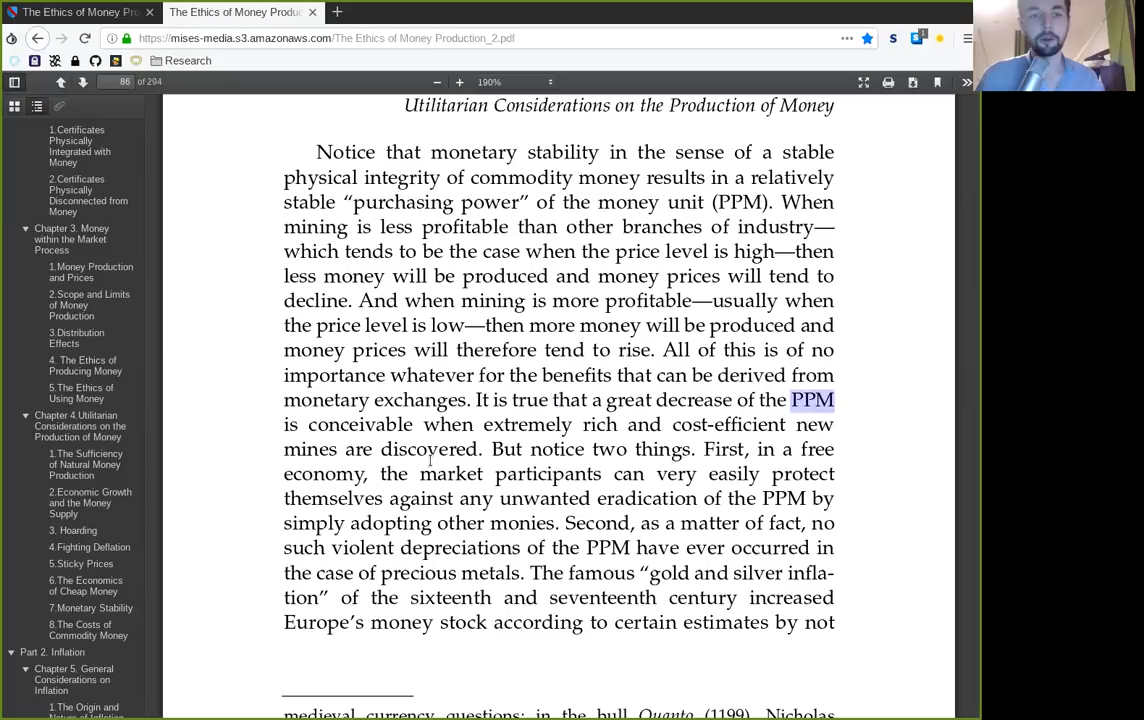 The Ethics of Money Pro
The Ethics of Money Produc
https://mises-media.s3.amazonaws.com/The Ethics of Money Production_2.pdf
S
1
Research
86 of 294
190%
1.Certificates
Physically
Integrated with
Money
2.Certificates
Physically
Disconnected from
Money
Chapter 3. Money
within the Market
Process
1.Money Production
and Prices
2.Scope and Limits
of Money
Production
3.Distribution
Effects
4. The Ethics of
Producing Money
5.The Ethics of
Using Money
Chapter 4.Utilitarian
Considerations on the
Production of Money
1.The Sufficiency
of Natural Money
Production
2.Economic Growth
and the Money
Supply
3. Hoarding
4.Fighting Deflation
5.Sticky Prices
6.The Economics
of Cheap Money
7.Monetary Stability
8.The Costs of
Commodity Money
Part 2. Inflation
Chapter 5. General
Considerations on
Inflation
1.The Origin and
Nature of Inflation
Utilitarian Considerations on the Production of Money
Notice that monetary stability in the sense of a stable
physical integrity of commodity money results in a relatively
stable “purchasing power” of the money unit (PPM). When
mining is less profitable than other branches of industry—
which tends to be the case when the price level is high—then
less money will be produced and money prices will tend to
decline. And when mining is more profitable—usually when
the price level is low—then more money will be produced and
money prices will therefore tend to rise. All of this is of no
importance whatever for the benefits that can be derived from
monetary exchanges. It is true that a great decrease of the PPM
is conceivable when extremely rich and cost-efficient new
mines are discovered. But notice two things. First, in a free
economy, the market participants can very easily protect
themselves against any unwanted eradication of the PPM by
simply adopting other monies. Second, as a matter of fact, no
such violent depreciations of the PPM have ever occurred in
the case of precious metals. The famous “gold and silver infla-
tion” of the sixteenth and seventeenth century increased
Europe’s money stock according to certain estimates by not
medieval currency questions: in the bull Quanto (1199), Nicholas